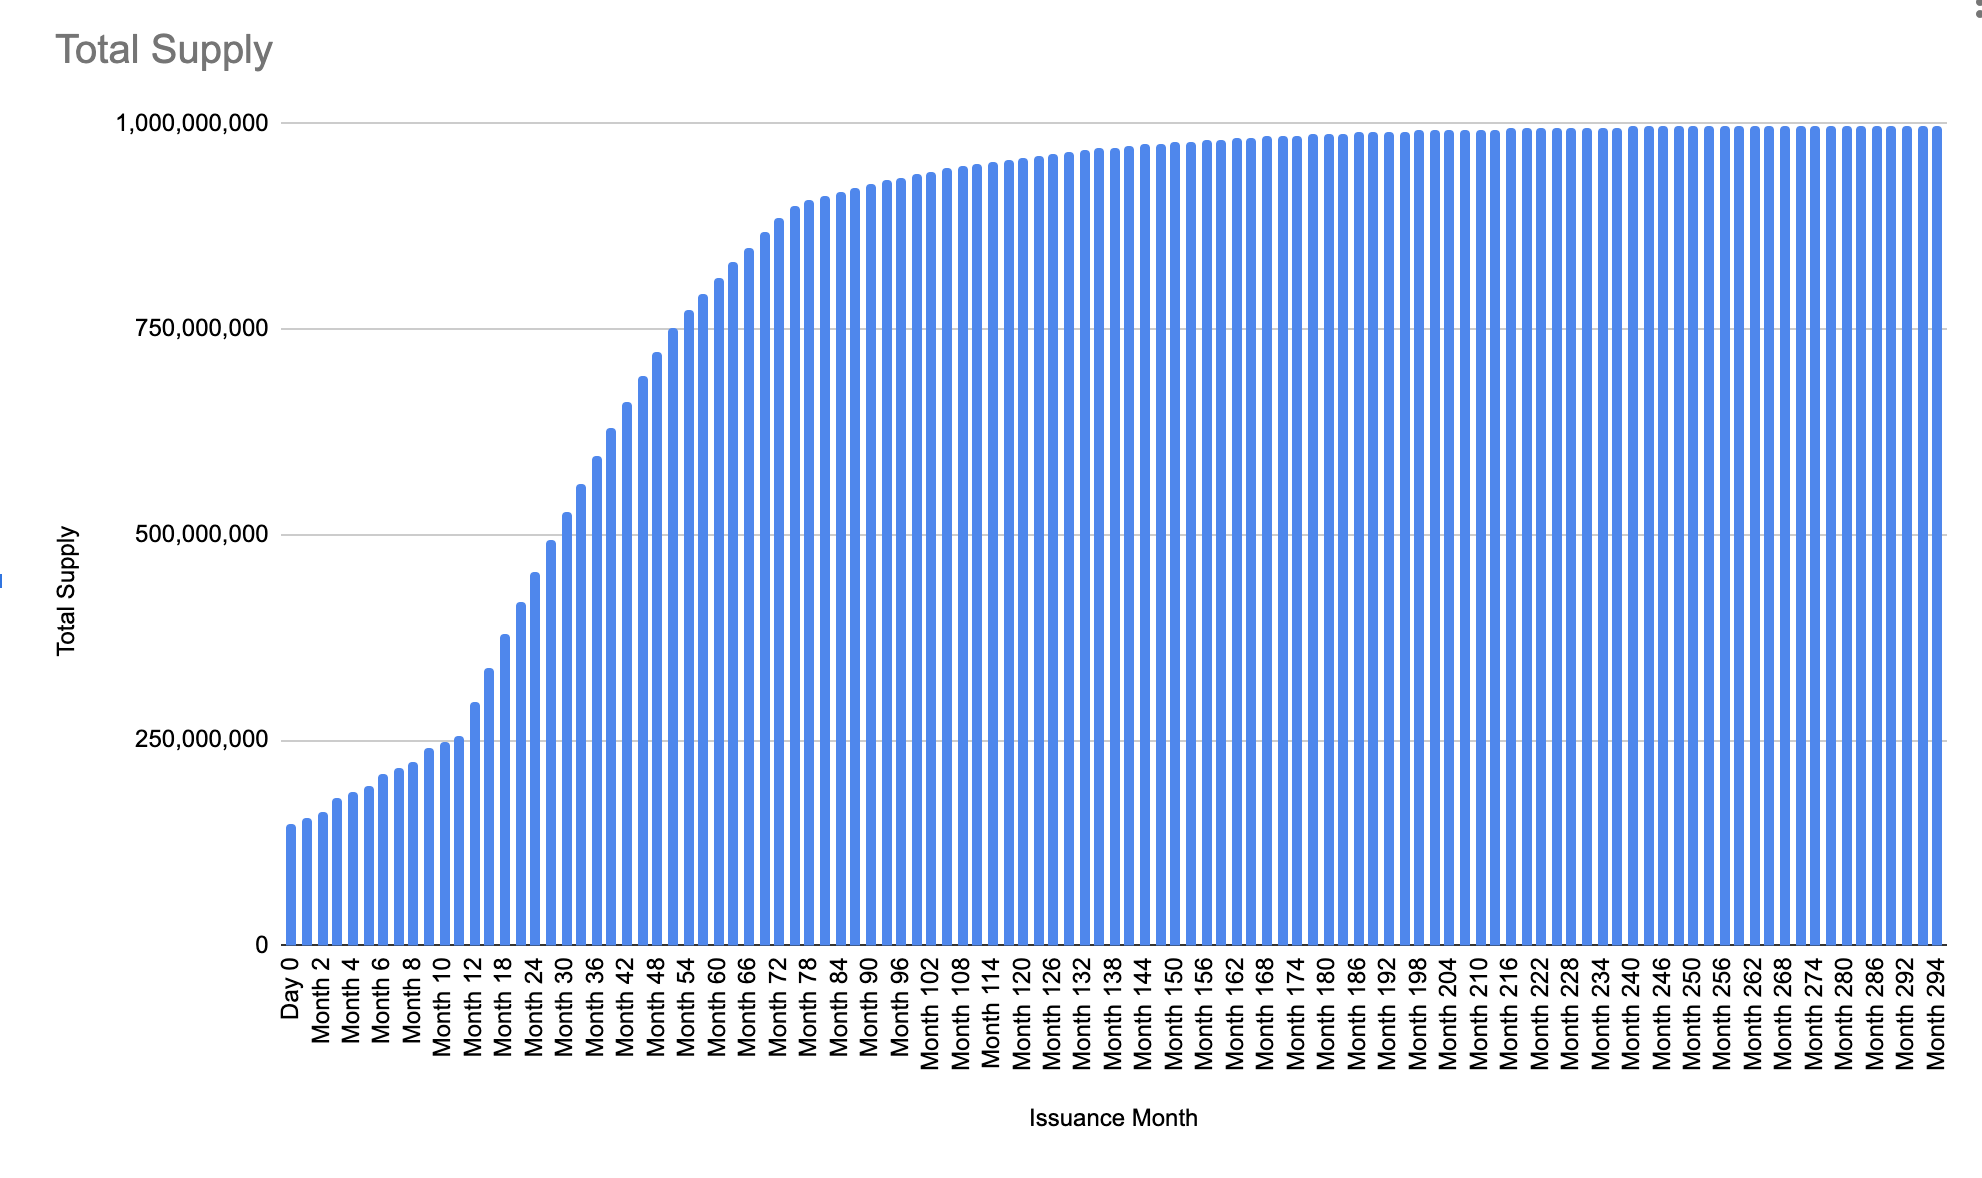 Total Supply
1,000,000,000
750,000,000
500,000,000
250,000,000
0
Total Supply
Day 0
Month 2
Month 4
Month 6
Month 8
Month 10
Month 12
Month 18
Month 24
Month 30
Month 36
Month 42
Month 48
Month 54
Month 60
Month 66
Month 72
Month 78
Month 84
Month 90
Month 96
Month 102
Month 108
Month 114
Month 120
Month 126
Month 132
Month 138
Month 144
Month 150
Month 156
Month 162
Month 168
Month 174
Month 180
Month 186
Month 192
Month 198
Month 204
Month 210
Month 216
Month 222
Month 228
Month 234
Month 240
Month 246
Month 250
Month 256
Month 262
Month 268
Month 274
Month 280
Month 286
Month 292
Month 294
Issuance Month